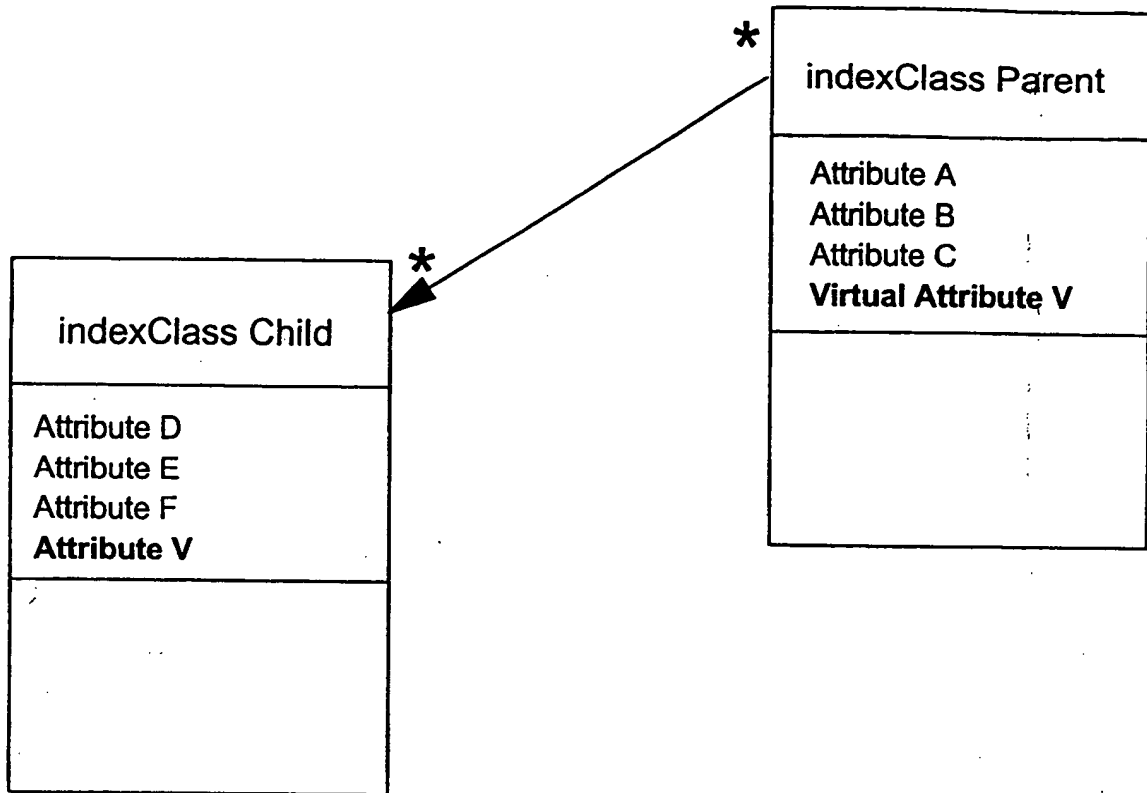 *
indexClass Parent
Attribute A
Attribute B
Attribute C
Virtual Attribute V
*
indexClass Child
Attribute D
Attribute E
Attribute F
Attribute V